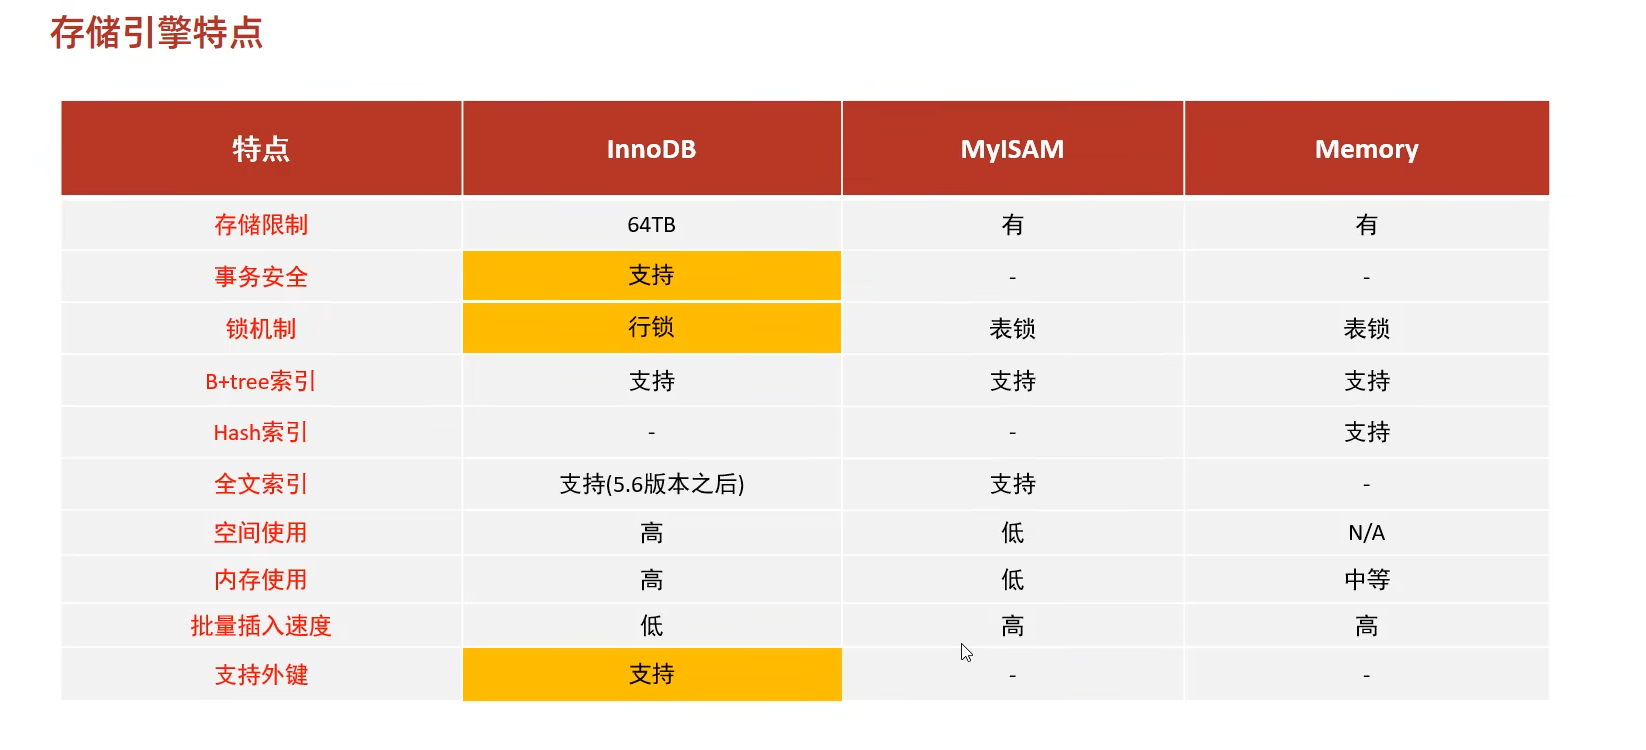 存储引擎特点
特点 InnoDB MyISAM Memory
存储限制 64TB 有 有
事务安全 支持 - -
锁机制 行锁 表锁 表锁
B+tree索引 支持 支持 支持
Hash索引 - - 支持
全文索引 支持(5.6版本之后) 支持 -
空间使用 高 低 N/A
内存使用 高 低 中等
批量插入速度 低 高 高
支持外键 支持 - -